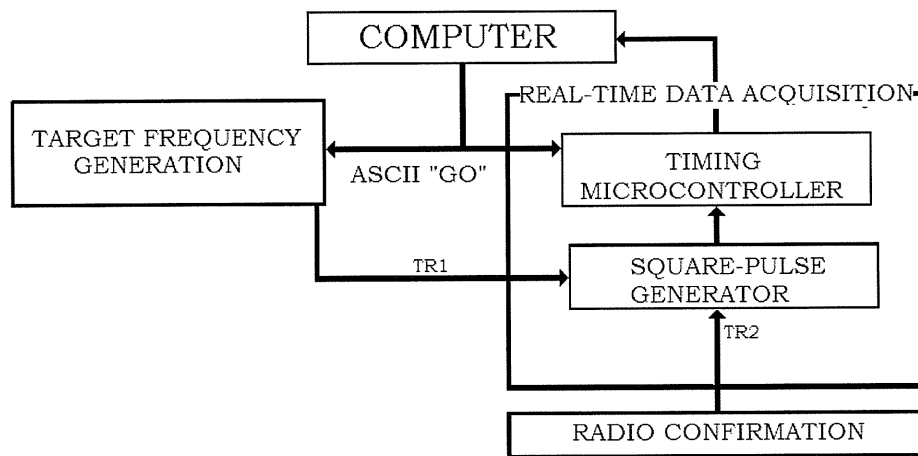 COMPUTER
REAL-TIME DATA ACQUISITION
TARGET FREQUENCY
GENERATION
ASCII "GO"
TIMING
MICROCONTROLLER
TR1
SQUARE-PULSE
GENERATOR
TR2
RADIO CONFIRMATION